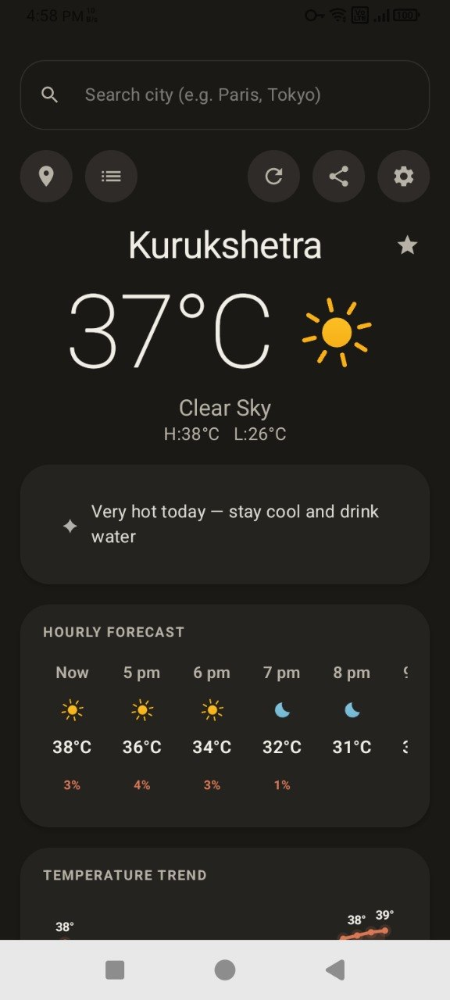 4:58 PM
Search city (e.g. Paris, Tokyo)
Kurukshetra
37°C
Clear Sky
H:38°C L:26°C
Very hot today — stay cool and drink
water
HOURLY FORECAST
Now 5 pm 6 pm 7 pm 8 pm
38°C 36°C 34°C 32°C 31°C
3% 4% 3% 1%
TEMPERATURE TREND
38° 38° 39°